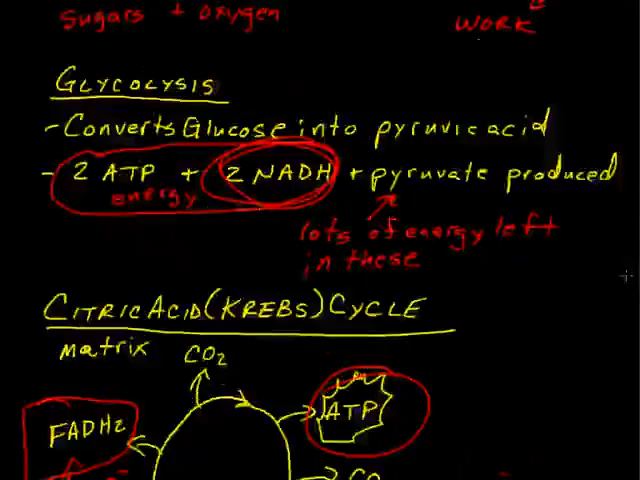 Sugars + oxygen
WORK
GLYCOLYSIS
- Converts Glucose into pyruvic acid
- 2 ATP + 2 NADH + pyruvate produced
energy
lots of energy left
in these
CITRIC ACID (KREBS) CYCLE
matrix
CO2
ATP
FADH2